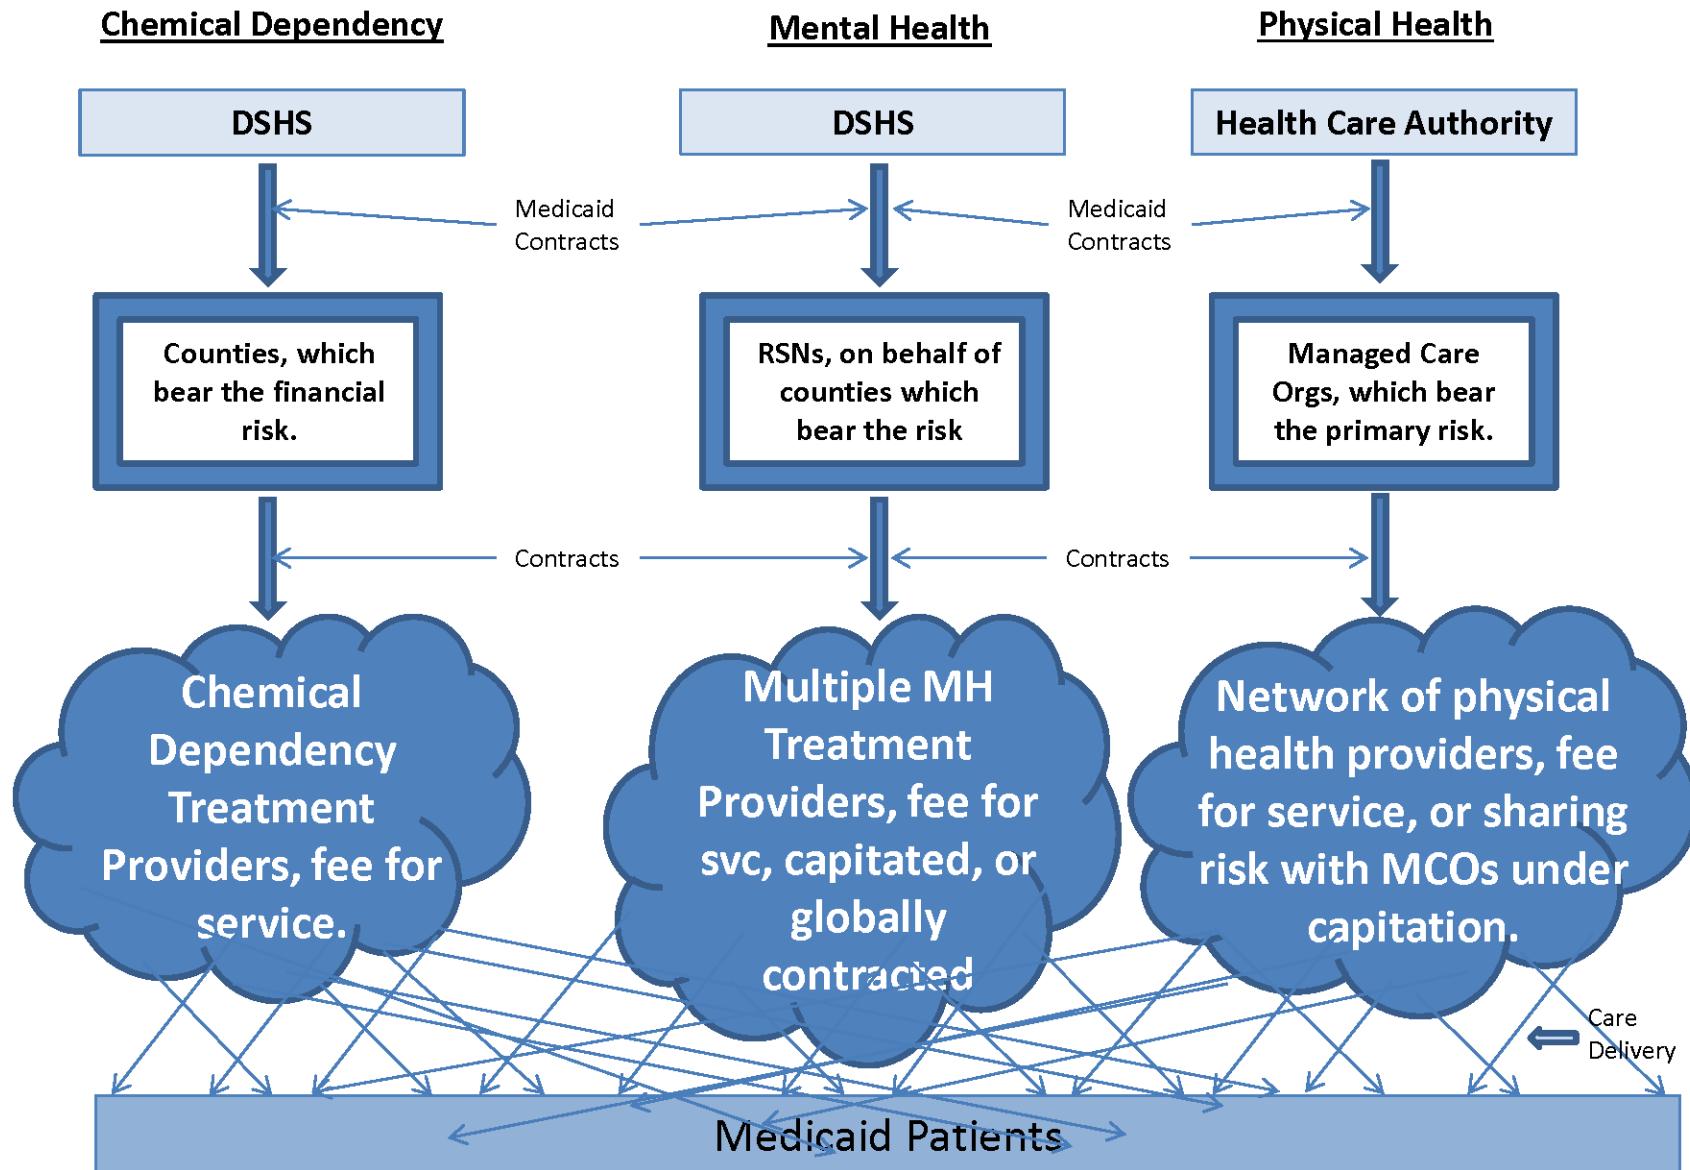 Chemical Dependency
Mental Health
Physical Health
DSHS
DSHS
Health Care Authority
Medicaid
Contracts
Medicaid
Contracts
Counties, which
bear the financial
risk.
RSNs, on behalf of
counties which
bear the risk
Managed Care
Orgs, which bear
the primary risk.
Contracts
Contracts
Chemical
Dependency
Treatment
Providers, fee for
service.
Multiple MH
Treatment
Providers, fee for
svc, capitated, or
globally
contracted
Network of physical
health providers, fee
for service, or sharing
risk with MCOs under
capitation.
Care
Delivery
Medicaid Patients